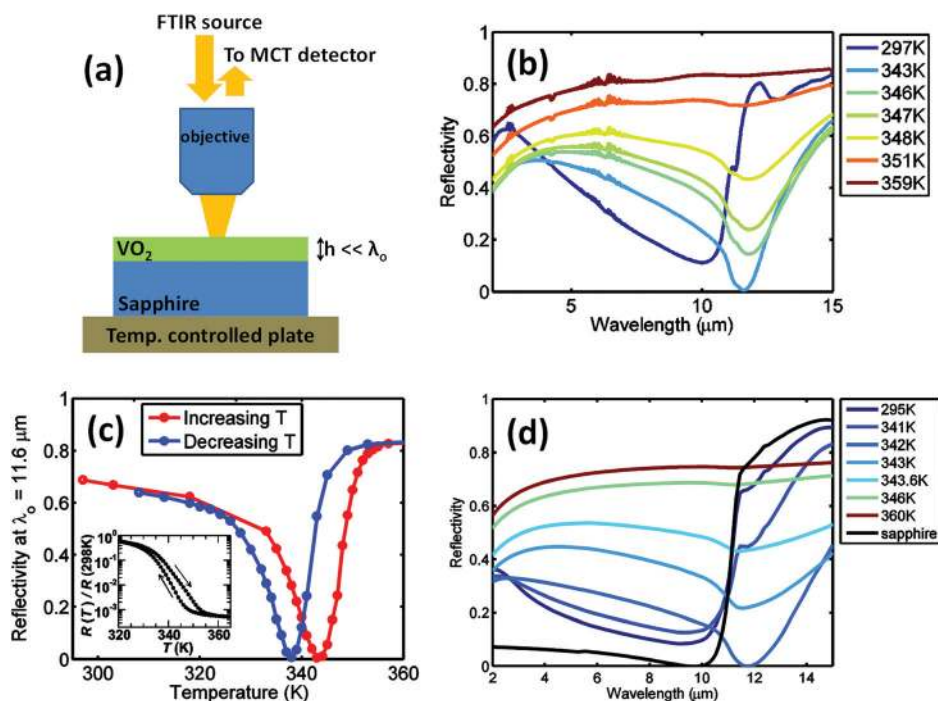 FTIR source
To MCT detector
(a)
objective
VO2
h << λo
Sapphire
Temp. controlled plate
(b)
Reflectivity
1
0.8
0.6
0.4
0.2
0
5
10
15
Wavelength (μm)
297K
343K
346K
347K
348K
351K
359K
(c)
Increasing T
Decreasing T
Reflectivity at λo = 11.6 μm
1
0.8
0.6
0.4
0.2
0
300
320
340
360
Temperature (K)
R (T) / R (298K)
10^0
10^-1
10^-2
10^-3
320
340
360
T (K)
(d)
Reflectivity
1
0.8
0.6
0.4
0.2
0
2
4
6
8
10
12
14
Wavelength (μm)
295K
341K
342K
343K
343.6K
346K
360K
sapphire